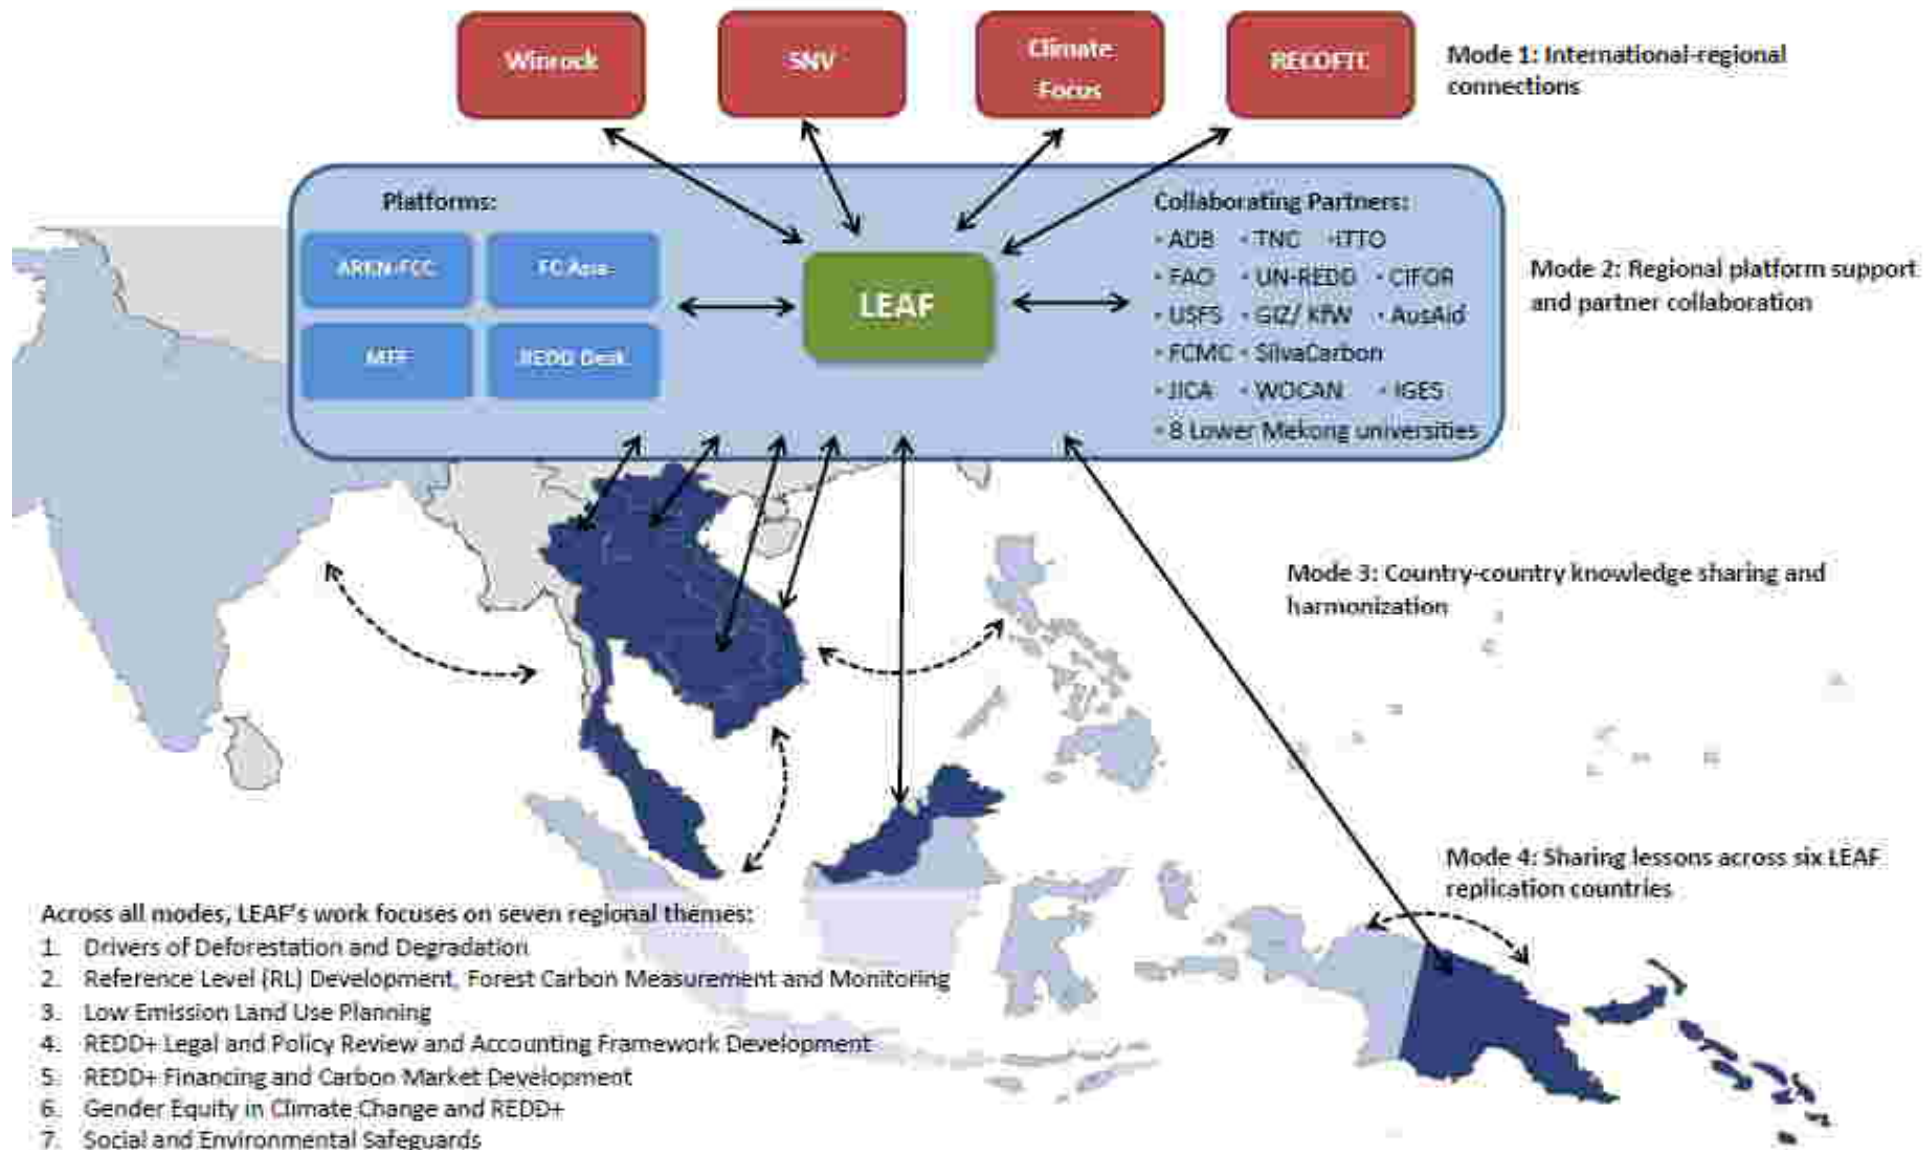 Winrock
SNV
Climate
Focus
RECOFTC
Mode 1: International-regional
connections
Platforms:
FC Asia
REDD Desk
LEAF
Collaborating Partners:
• ADB • TNC • ITTO
• FAO • UN-REDD • CIFOR
• USFS • GIZ/ KfW • AusAid
• FCMC • SilvaCarbon
• JICA • WOCAN • IGES
• 8 Lower Mekong universities
Mode 2: Regional platform support
and partner collaboration
Mode 3: Country-country knowledge sharing and
harmonization
Mode 4: Sharing lessons across six LEAF
replication countries
Across all modes, LEAF's work focuses on seven regional themes:
1. Drivers of Deforestation and Degradation
2. Reference Level (RL) Development, Forest Carbon Measurement and Monitoring
3. Low Emission Land Use Planning
4. REDD+ Legal and Policy Review and Accounting Framework Development
5. REDD+ Financing and Carbon Market Development
6. Gender Equity in Climate Change and REDD+
7. Social and Environmental Safeguards